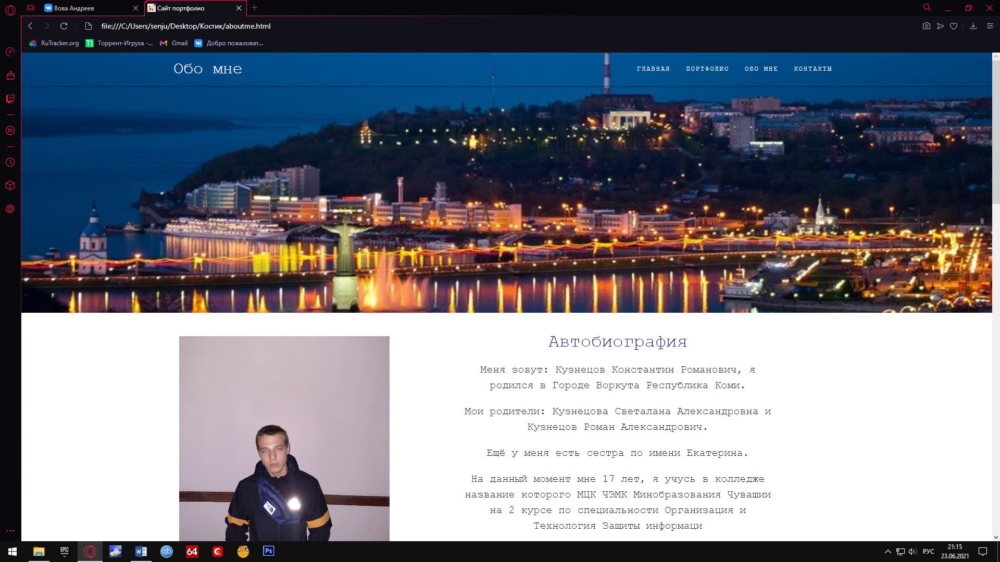 Вова Андреев
Сайт портфолио
file:///C:/Users/senju/Desktop/Костик/aboutme.html
RuTracker.org
TI
Торрент-Игруха -...
Gmail
Добро пожаловат...
Обо мне
ГЛАВНАЯ
ПОРТФОЛИО
ОБО МНЕ
КОНТАКТЫ
Автобиография
Меня зовут: Кузнецов Константин Романович, я
родился в Городе Воркута Республика Коми.
Мои родители: Кузнецова Светалана Александровна и
Кузнецов Роман Александрович.
Ещё у меня есть сестра по имени Екатерина.
На данный момент мне 17 лет, я учусь в колледже
название которого МЦК ЧЭМК Минобразования Чувашии
на 2 курсе по специальности Организация и
Технология Защиты информаци
EPIC
GAMES
qb
64
Ps
РУС
21:15
23.06.2021